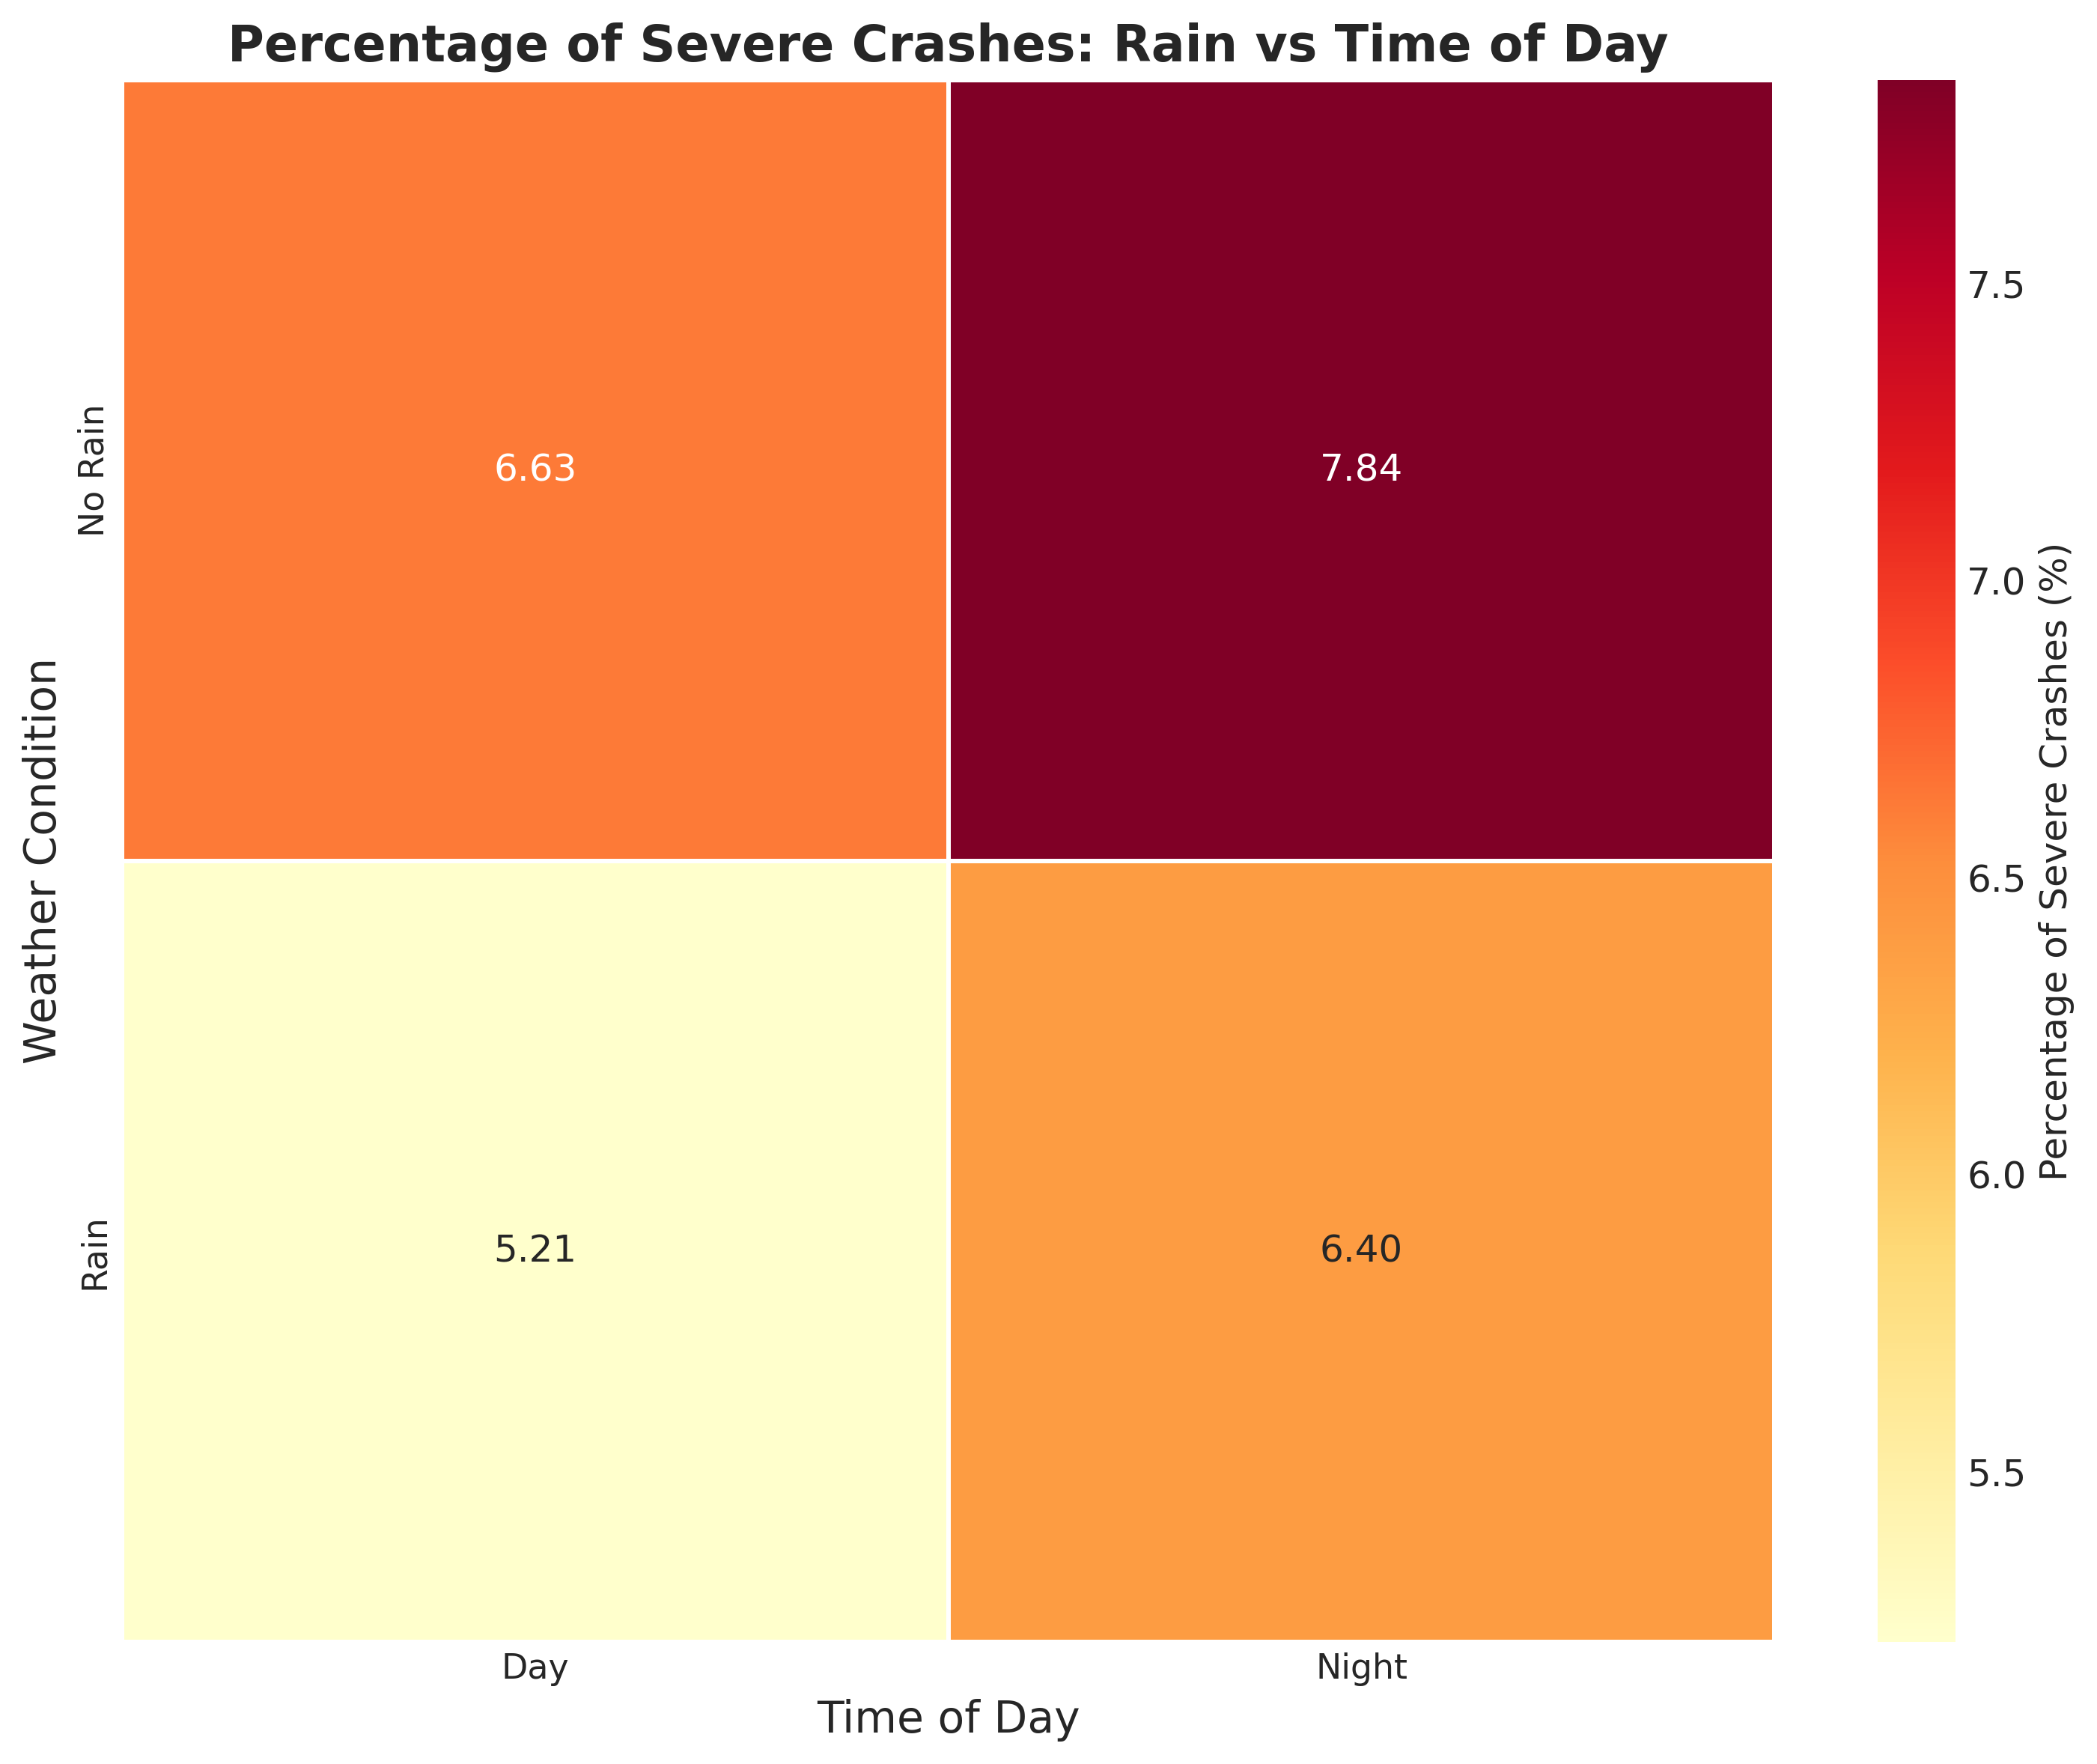 Percentage of Severe Crashes: Rain vs Time of Day
Weather Condition
No Rain
Rain
6.63
7.84
5.21
6.40
Day
Night
Time of Day
7.5
7.0
6.5
6.0
5.5
Percentage of Severe Crashes (%)